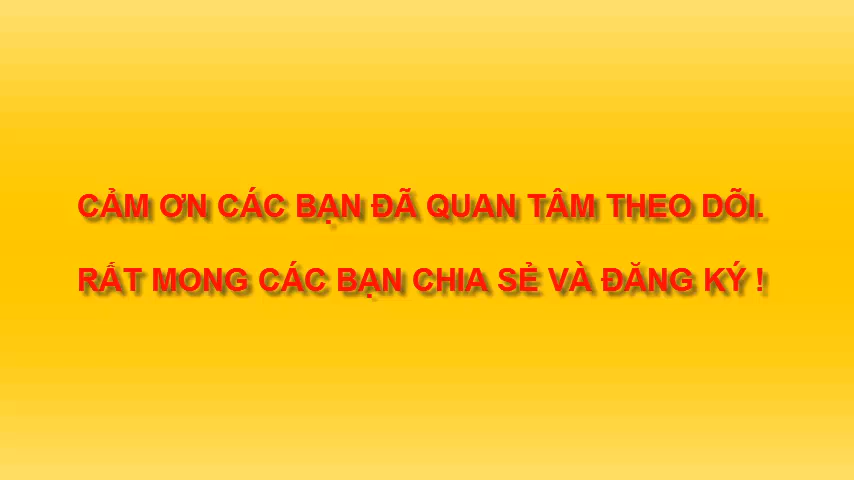 CẢM ƠN CÁC BẠN ĐÃ QUAN TÂM THEO DÕI.
RẤT MONG CÁC BẠN CHIA SẺ VÀ ĐĂNG KÝ !